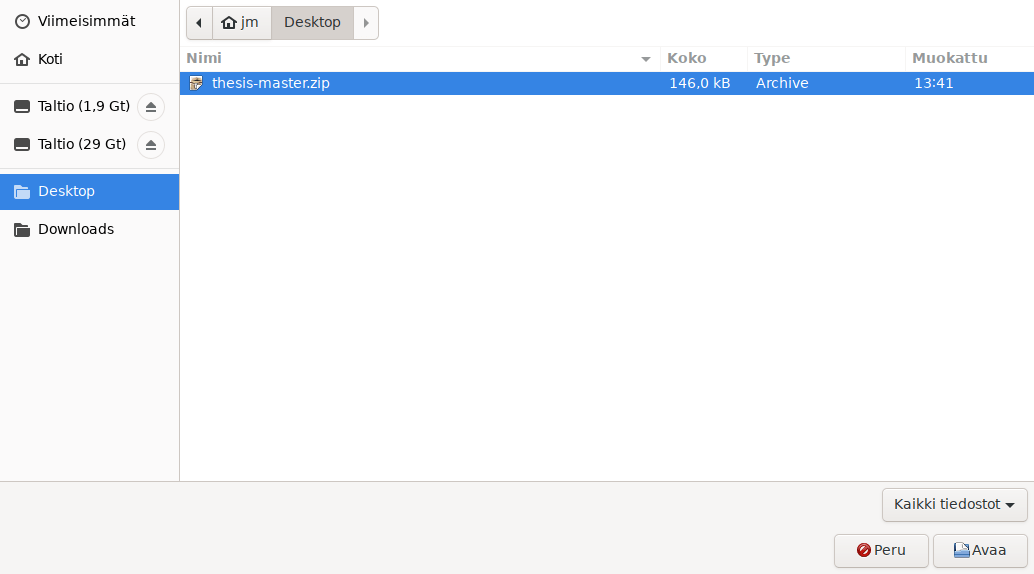 Viimeisimmät
Koti
Taltio (1,9 Gt)
Taltio (29 Gt)
Desktop
Downloads
jm Desktop
Nimi Koko Type Muokattu
thesis-master.zip 146,0 kB Archive 13:41
Kaikki tiedostot
Peru Avaa